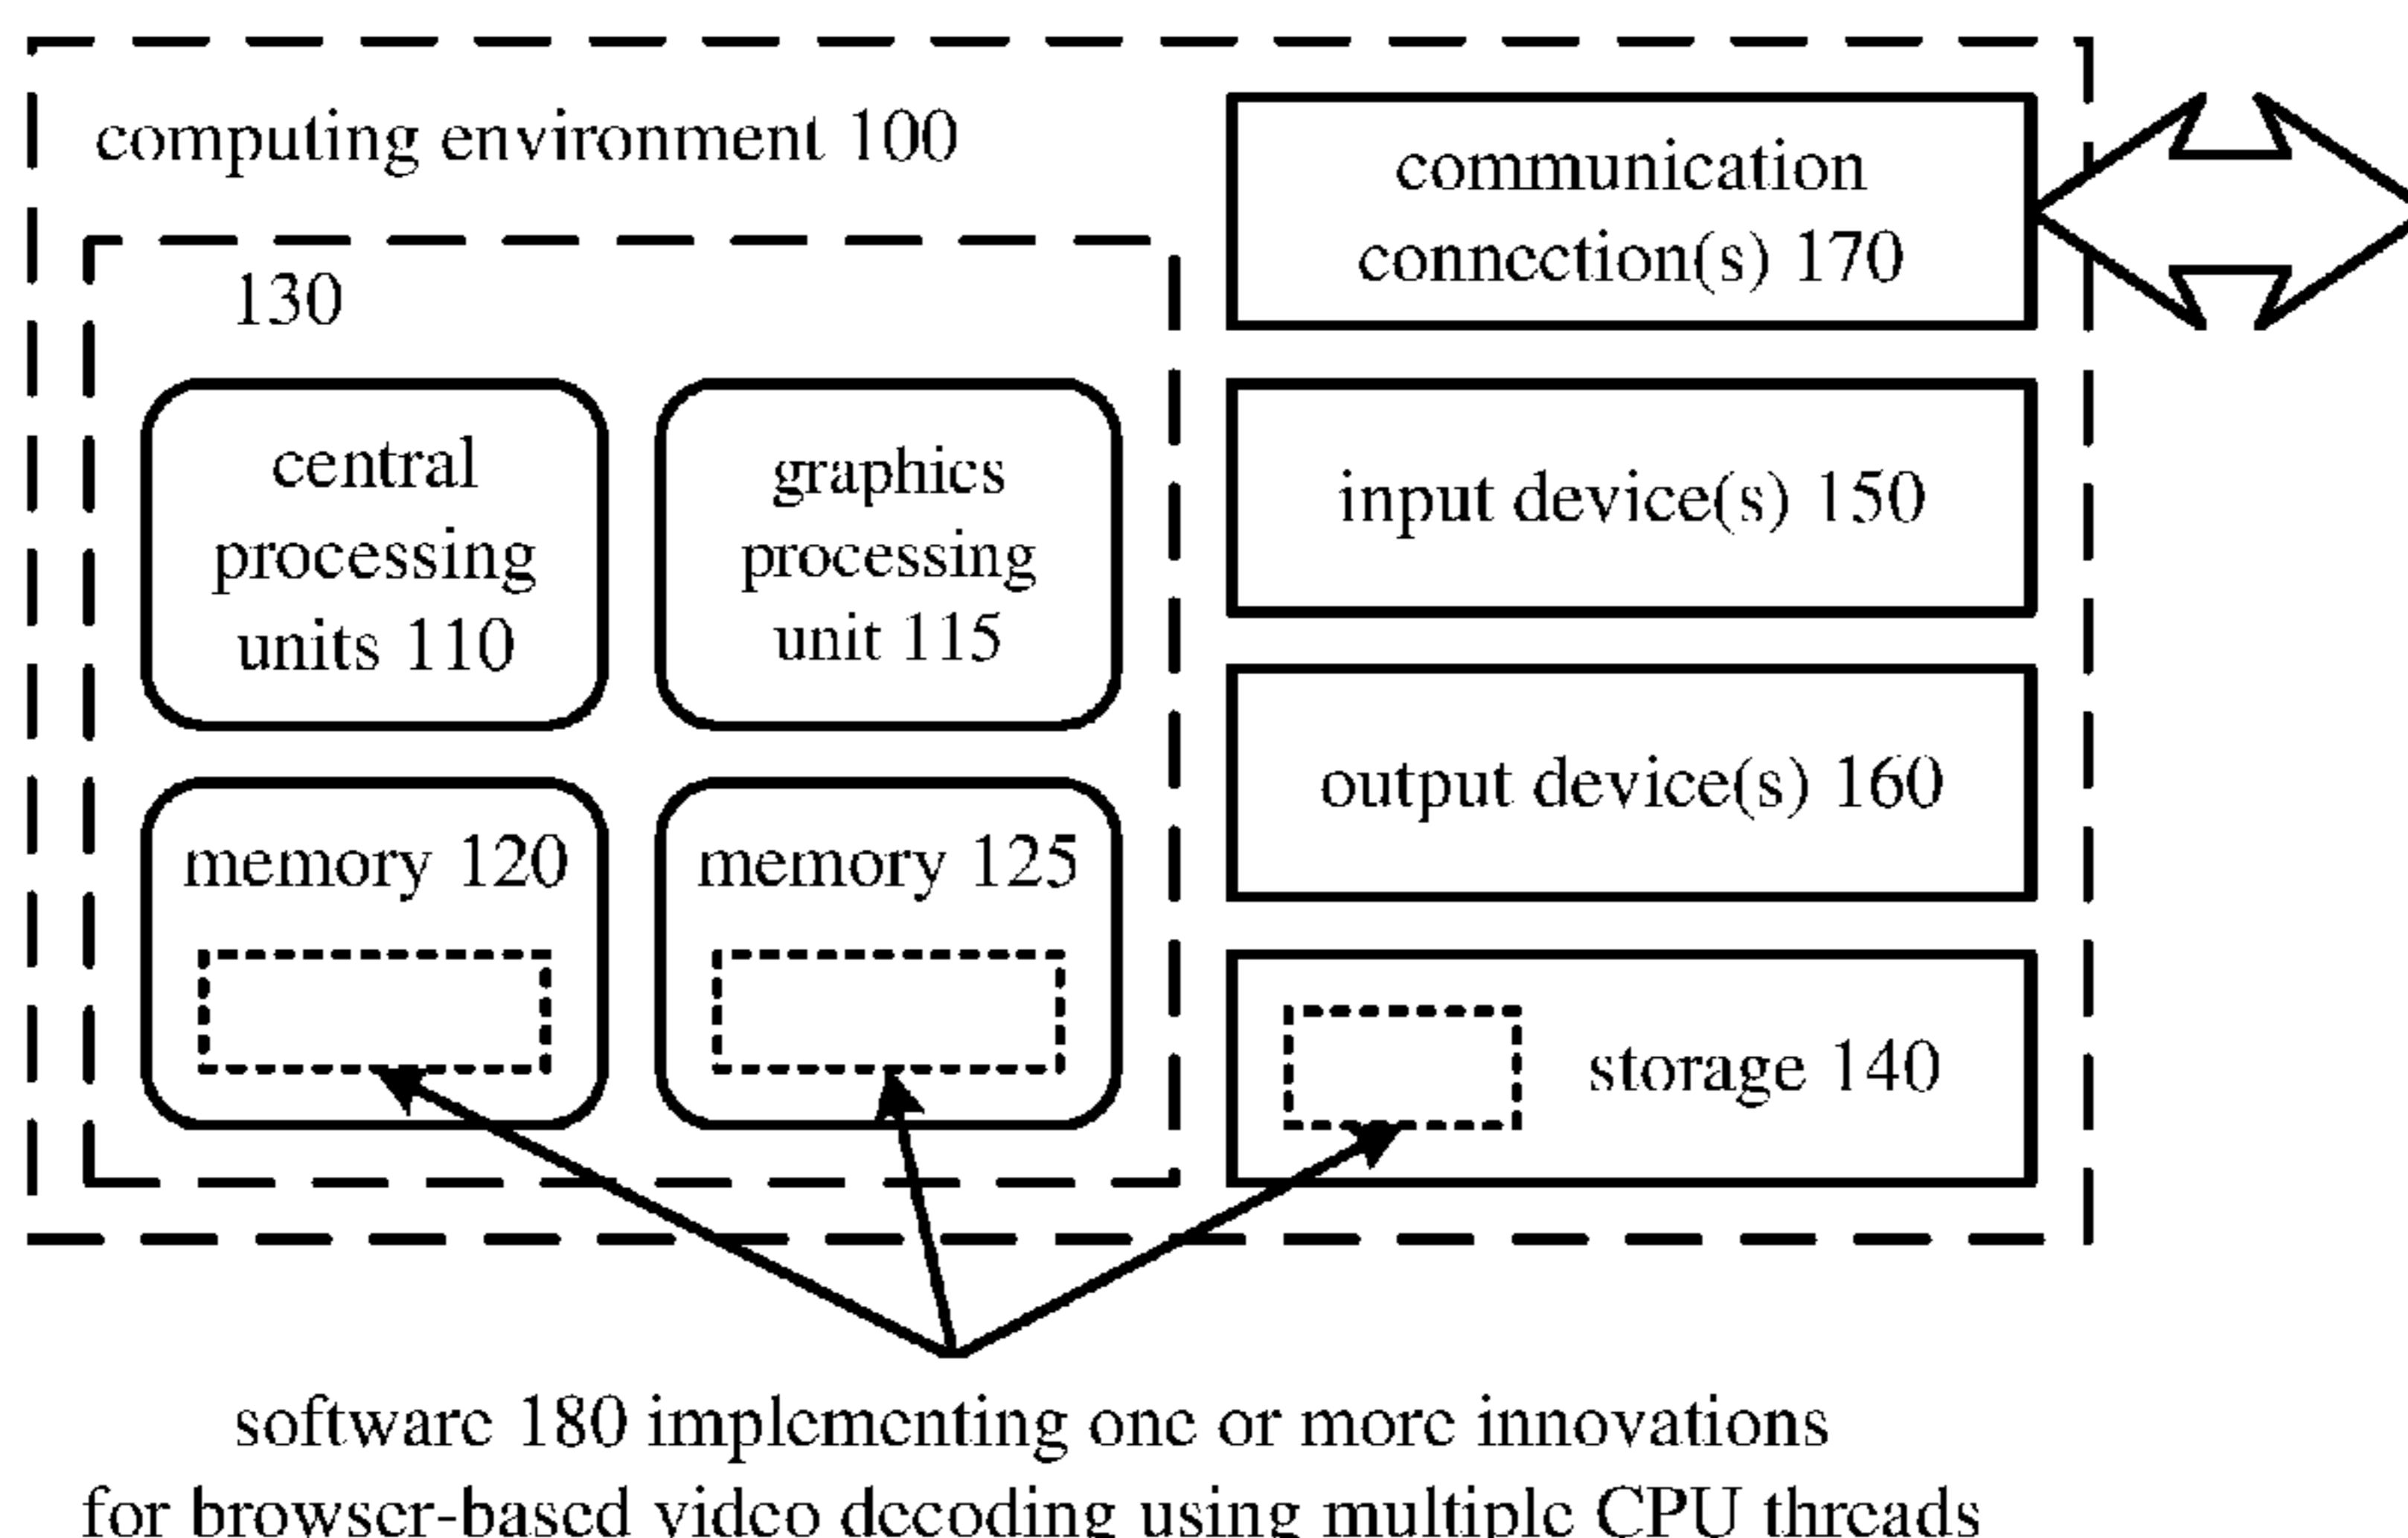 computing environment 100
130
central
processing
units 110
graphics
processing
unit 115
memory 120
memory 125
communication
connection(s) 170
input device(s) 150
output device(s) 160
storage 140
software 180 implementing one or more innovations
for browser-based video decoding using multiple CPU threads